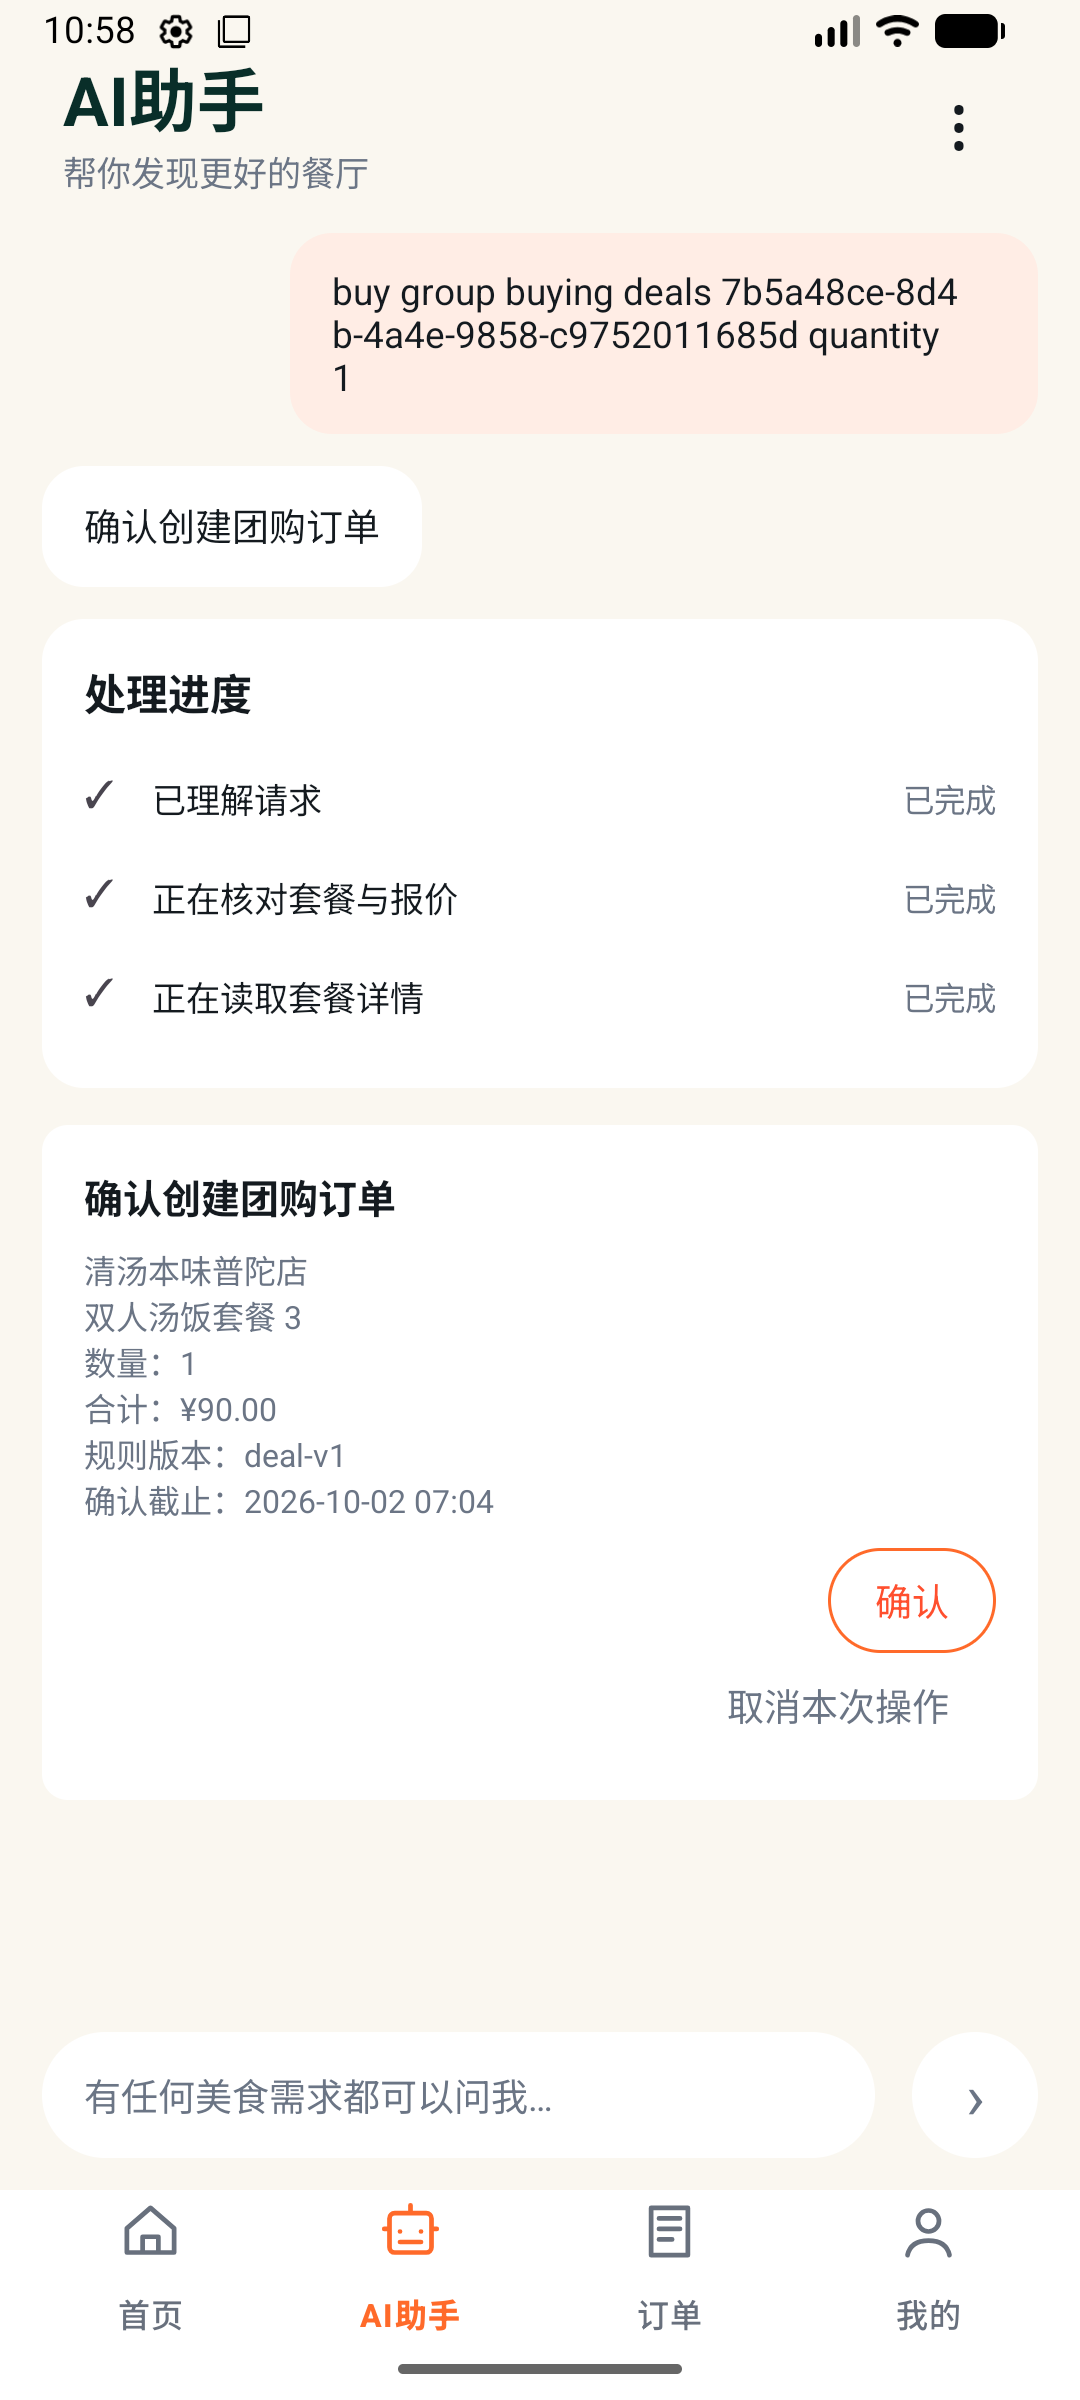 10:58
AI助手
帮你发现更好的餐厅
buy group buying deals 7b5a48ce-8d4
b-4a4e-9858-c9752011685d quantity
1
确认创建团购订单
处理进度
✓ 已理解请求 已完成
✓ 正在核对套餐与报价 已完成
✓ 正在读取套餐详情 已完成
确认创建团购订单
清汤本味普陀店
双人汤饭套餐 3
数量：1
合计：¥90.00
规则版本：deal-v1
确认截止：2026-10-02 07:04
确认
取消本次操作
有任何美食需求都可以问我...
首页 AI助手 订单 我的